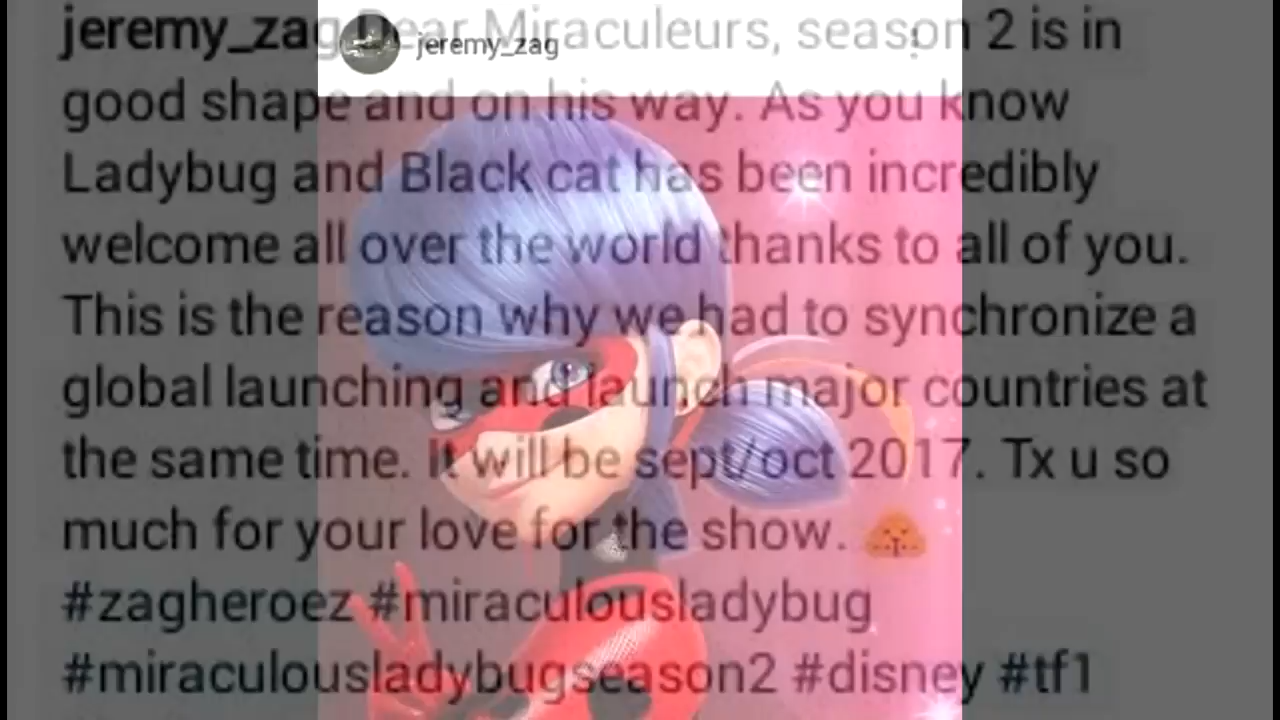 jeremy_zag Dear Miraculeurs, season 2 is in
jeremy_zag
good shape and on his way. As you know
Ladybug and Black cat has been incredibly
welcome all over the world thanks to all of you.
This is the reason why we had to synchronize a
global launching and launch major countries at
the same time. It will be sept/oct 2017. Tx u so
much for your love for the show.
#zagheroez #miraculousladybug
#miraculousladybugseason2 #disney #tf1